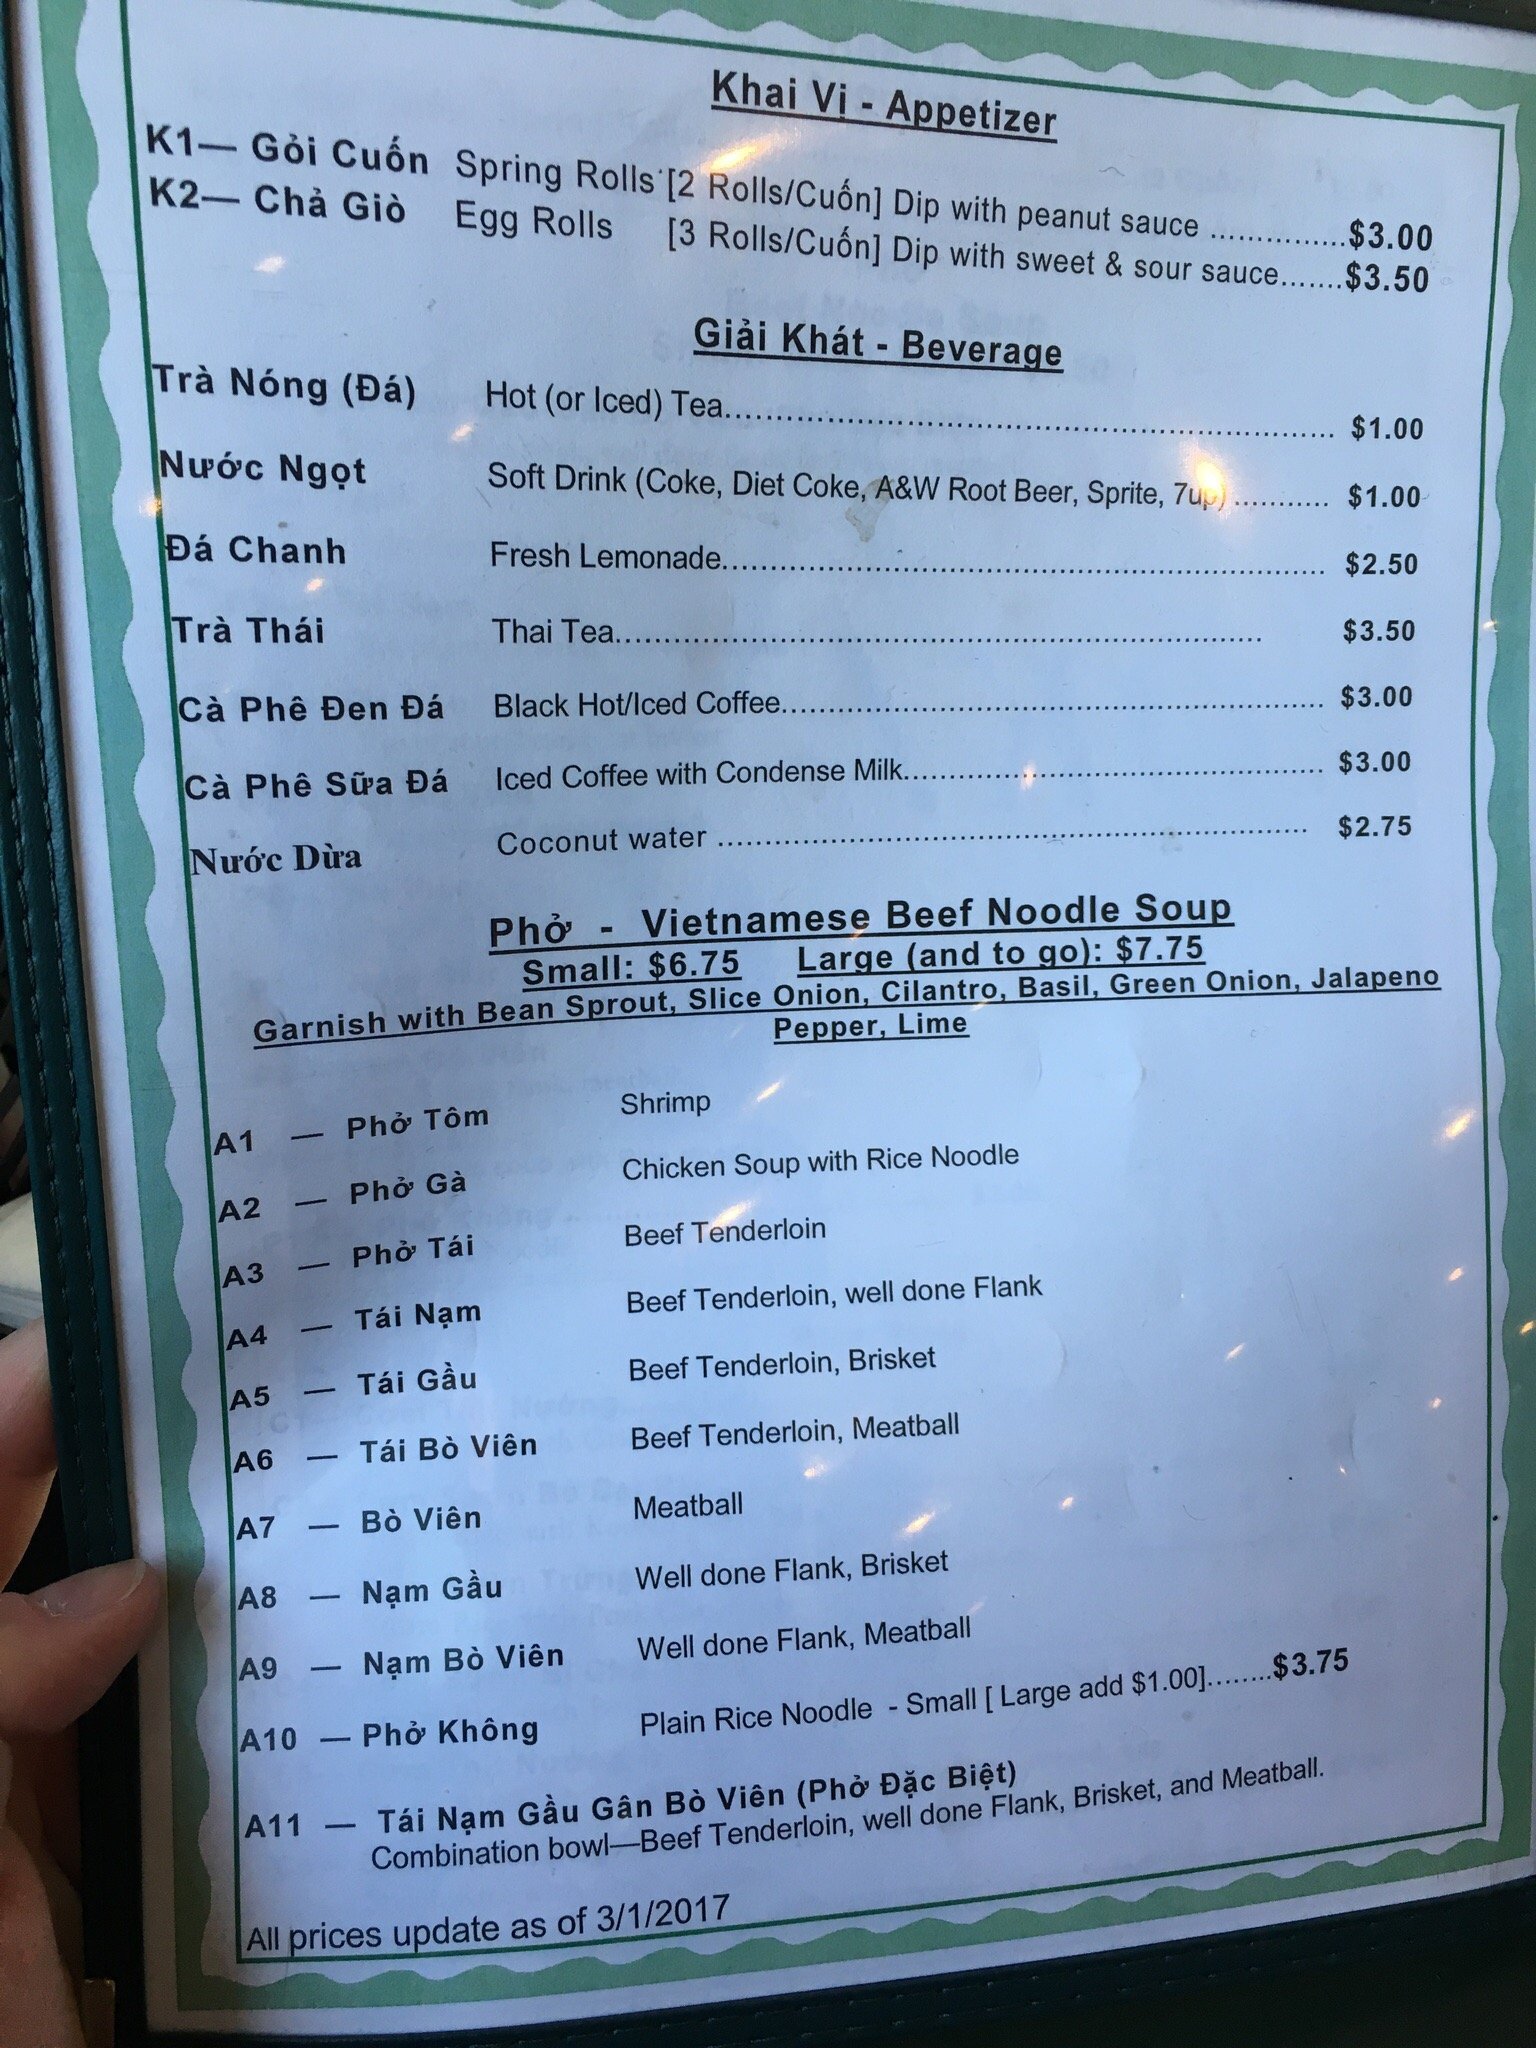 Khai Vị - Appetizer
K1— Gỏi Cuốn Spring Rolls [2 Rolls/Cuốn] Dip with peanut sauce ...............$3.00
K2— Chả Giò Egg Rolls [3 Rolls/Cuốn] Dip with sweet & sour sauce.......$3.50
Giải Khát - Beverage
Trà Nóng (Đá) Hot (or Iced) Tea............................................................... $1.00
Nước Ngọt Soft Drink (Coke, Diet Coke, A&W Root Beer, Sprite, 7up) ........... $1.00
Đá Chanh Fresh Lemonade............................................................... $2.50
Trà Thái Thai Tea.................................................................... $3.50
Cà Phê Đen Đá Black Hot/Iced Coffee......................................................... $3.00
Cà Phê Sữa Đá Iced Coffee with Condense Milk............................................ $3.00
Nước Dừa Coconut water ............................................................. $2.75
Phở - Vietnamese Beef Noodle Soup
Small: $6.75 Large (and to go): $7.75
Garnish with Bean Sprout, Slice Onion, Cilantro, Basil, Green Onion, Jalapeno
Pepper, Lime
A1 — Phở Tôm Shrimp
A2 — Phở Gà Chicken Soup with Rice Noodle
A3 — Phở Tái Beef Tenderloin
A4 — Tái Nạm Beef Tenderloin, well done Flank
A5 — Tái Gầu Beef Tenderloin, Brisket
A6 — Tái Bò Viên Beef Tenderloin, Meatball
A7 — Bò Viên Meatball
A8 — Nạm Gầu Well done Flank, Brisket
A9 — Nạm Bò Viên Well done Flank, Meatball
A10 — Phở Không Plain Rice Noodle - Small [ Large add $1.00]........$3.75
A11 — Tái Nạm Gầu Gân Bò Viên (Phở Đặc Biệt)
Combination bowl—Beef Tenderloin, well done Flank, Brisket, and Meatball.
All prices update as of 3/1/2017